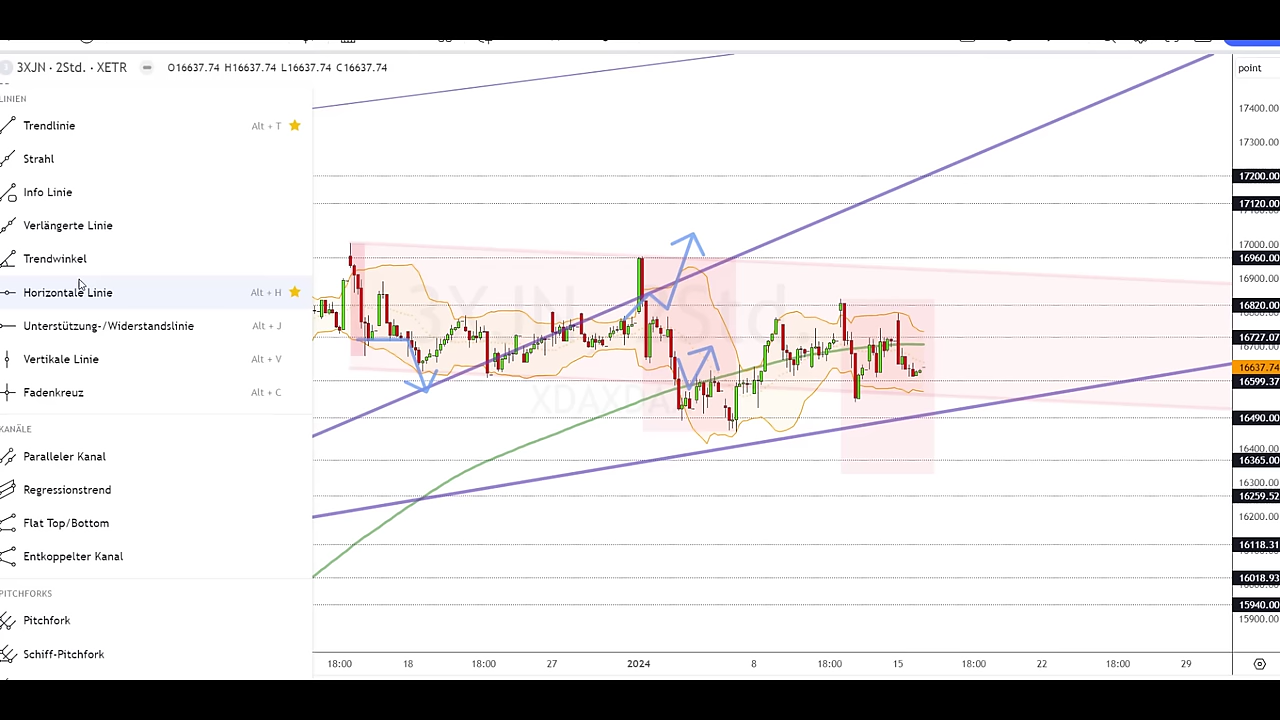 3XJN · 2Std. · XETR
O16637.74 H16637.74 L16637.74 C16637.74
point
LINIEN
Trendlinie Alt + T
Strahl
Info Linie
Verlängerte Linie
Trendwinkel
Horizontale Linie Alt + H
Unterstützung-/Widerstandslinie Alt + J
Vertikale Linie Alt + V
Fadenkreuz Alt + C
KANÄLE
Paralleler Kanal
Regressionstrend
Flat Top/Bottom
Entkoppelter Kanal
PITCHFORKS
Pitchfork
Schiff-Pitchfork
17400.00
17300.00
17200.00
17120.00
17000.00
16960.00
16900.00
16820.00
16727.07
16637.74
16599.37
16490.00
16400.00
16365.00
16300.00
16259.52
16200.00
16118.31
16018.93
15940.00
15900.00
18:00 18 18:00 27 2024 8 18:00 15 18:00 22 18:00 29